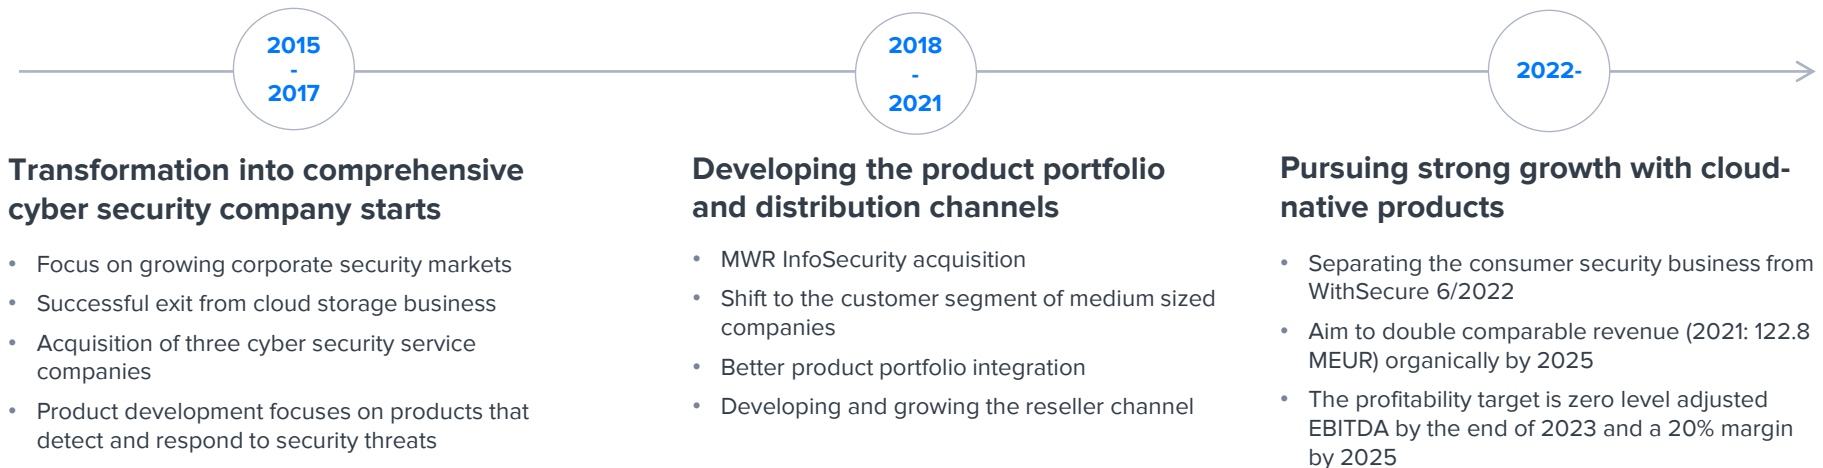 2015
-
2017
Transformation into comprehensive
cyber security company starts
• Focus on growing corporate security markets
• Successful exit from cloud storage business
• Acquisition of three cyber security service
companies
• Product development focuses on products that
detect and respond to security threats
2018
-
2021
Developing the product portfolio
and distribution channels
• MWR InfoSecurity acquisition
• Shift to the customer segment of medium sized
companies
• Better product portfolio integration
• Developing and growing the reseller channel
2022-
Pursuing strong growth with cloud-
native products
• Separating the consumer security business from
WithSecure 6/2022
• Aim to double comparable revenue (2021: 122.8
MEUR) organically by 2025
• The profitability target is zero level adjusted
EBITDA by the end of 2023 and a 20% margin
by 2025